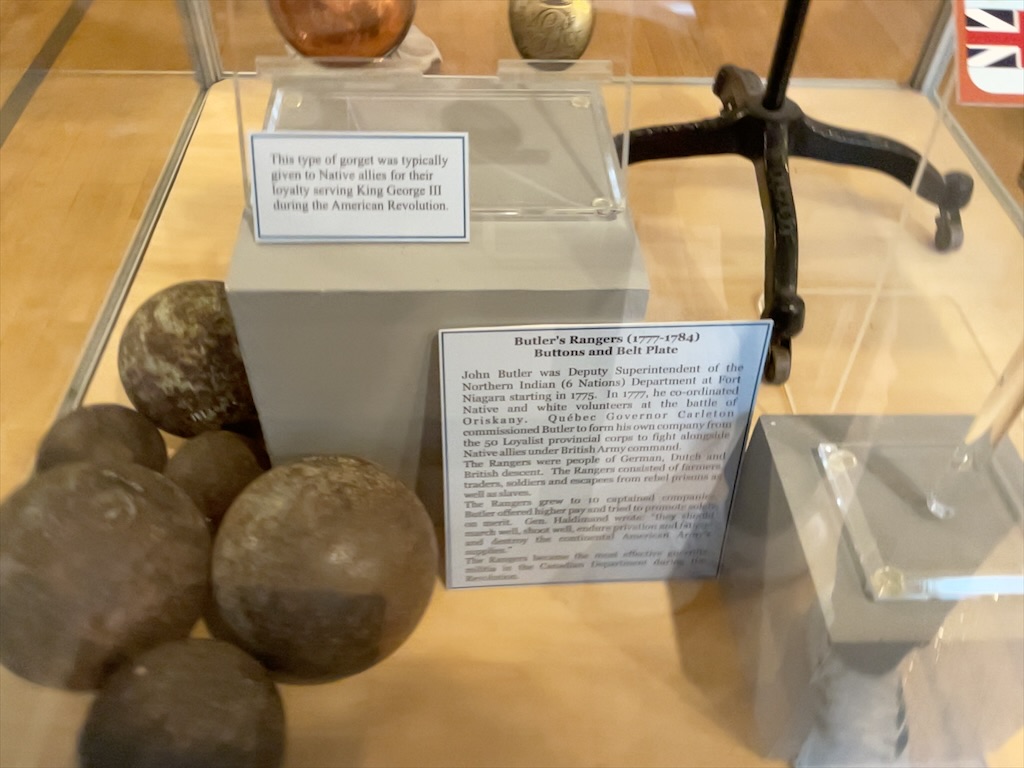 This type of gorget was typically
given to Native allies for their
loyalty serving King George III
during the American Revolution.
Butler's Rangers (1777-1784)
Buttons and Belt Plate
John Butler was Deputy Superintendent of the
Northern Indian (6 Nations) Department at Fort
Niagara starting in 1775. In 1777, he co-ordinated
Native and white volunteers at the battle of
Oriskany. Québec Governor Carleton
commissioned Butler to form his own company from
the 50 Loyalist provincial corps to fight alongside
Native allies under British Army command.
The Rangers were people of German, Dutch and
British descent. The Rangers consisted of farmers,
traders, soldiers and escapees from rebel prisons as
well as slaves.
The Rangers grew to 10 captained companies.
Butler offered higher pay and tried to promote
on merit. Gen. Haldimand wrote: "they should
march well, shoot well, endure privation and
and destroy the continental American Army's
supplies."
The Rangers became the most effective
militia in the Canadian Department during the
Revolution.